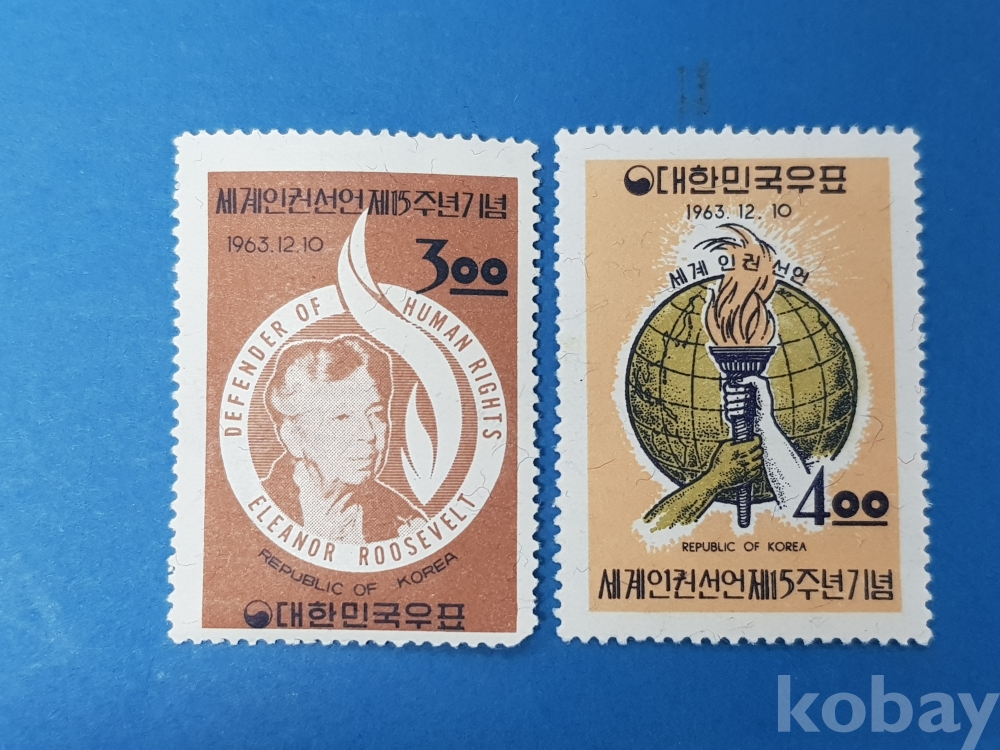 세계인권선언제15주년기념
1963.12.10
3.00
DEFENDER OF HUMAN RIGHTS
ELEANOR ROOSEVELT
REPUBLIC OF KOREA
대한민국우표
대한민국우표
1963.12.10
세계인권선언
4.00
REPUBLIC OF KOREA
세계인권선언제15주년기념
kobay